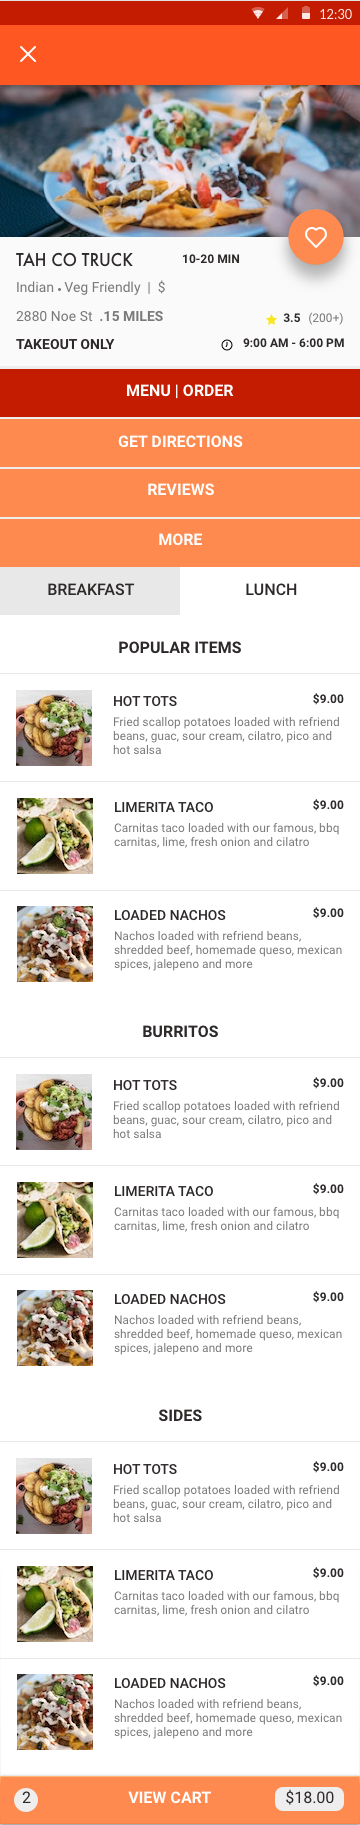 12:30
TAH CO TRUCK 10-20 MIN
Indian • Veg Friendly | $
2880 Noe St .15 MILES 3.5 (200+)
TAKEOUT ONLY 9:00 AM - 6:00 PM
MENU | ORDER
GET DIRECTIONS
REVIEWS
MORE
BREAKFAST LUNCH
POPULAR ITEMS
HOT TOTS $9.00
Fried scallop potatoes loaded with refriend
beans, guac, sour cream, cilatro, pico and
hot salsa
LIMERITA TACO $9.00
Carnitas taco loaded with our famous, bbq
carnitas, lime, fresh onion and cilatro
LOADED NACHOS $9.00
Nachos loaded with refriend beans,
shredded beef, homemade queso, mexican
spices, jalepeno and more
BURRITOS
HOT TOTS $9.00
Fried scallop potatoes loaded with refriend
beans, guac, sour cream, cilatro, pico and
hot salsa
LIMERITA TACO $9.00
Carnitas taco loaded with our famous, bbq
carnitas, lime, fresh onion and cilatro
LOADED NACHOS $9.00
Nachos loaded with refriend beans,
shredded beef, homemade queso, mexican
spices, jalepeno and more
SIDES
HOT TOTS $9.00
Fried scallop potatoes loaded with refriend
beans, guac, sour cream, cilatro, pico and
hot salsa
LIMERITA TACO $9.00
Carnitas taco loaded with our famous, bbq
carnitas, lime, fresh onion and cilatro
LOADED NACHOS $9.00
Nachos loaded with refriend beans,
shredded beef, homemade queso, mexican
spices, jalepeno and more
2 VIEW CART $18.00